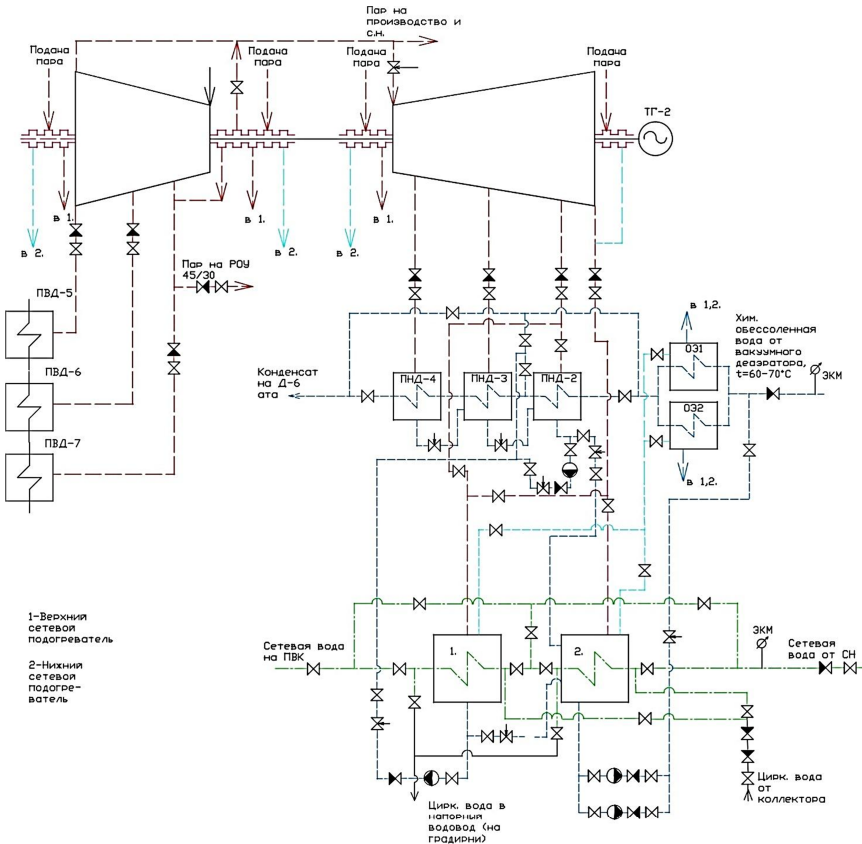 Пар на
производство и
с.н.
Подача
пара
Подача
пара
Подача
пара
Подача
пара
ТГ-2
в 1.
в 1.
в 1.
в 2.
в 2.
в 2.
Пар на РОУ
45/30
ПВД-5
ПВД-6
ПВД-7
в 1,2.
Хим.
обессоленная
вода от
вакуумного
деаэратора,
t=60-70°С
ЭКМ
ОЭ1
ОЭ2
в 1,2.
Конденсат
на Д-6
ата
ПНД-4
ПНД-3
ПНД-2
1-Верхний
сетевой
подогреватель
2-Нижний
сетевой
подогре-
ватель
Сетевая вода
на ПВК
1.
2.
ЭКМ
Сетевая
вода от СН
Цирк. вода в
напорный
водовод (на
градирни)
Цирк. вода
от
коллектора